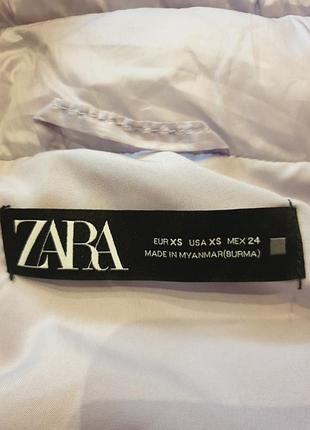 ZARA
EUR XS USA XS MEX 24
MADE IN MYANMAR(BURMA)